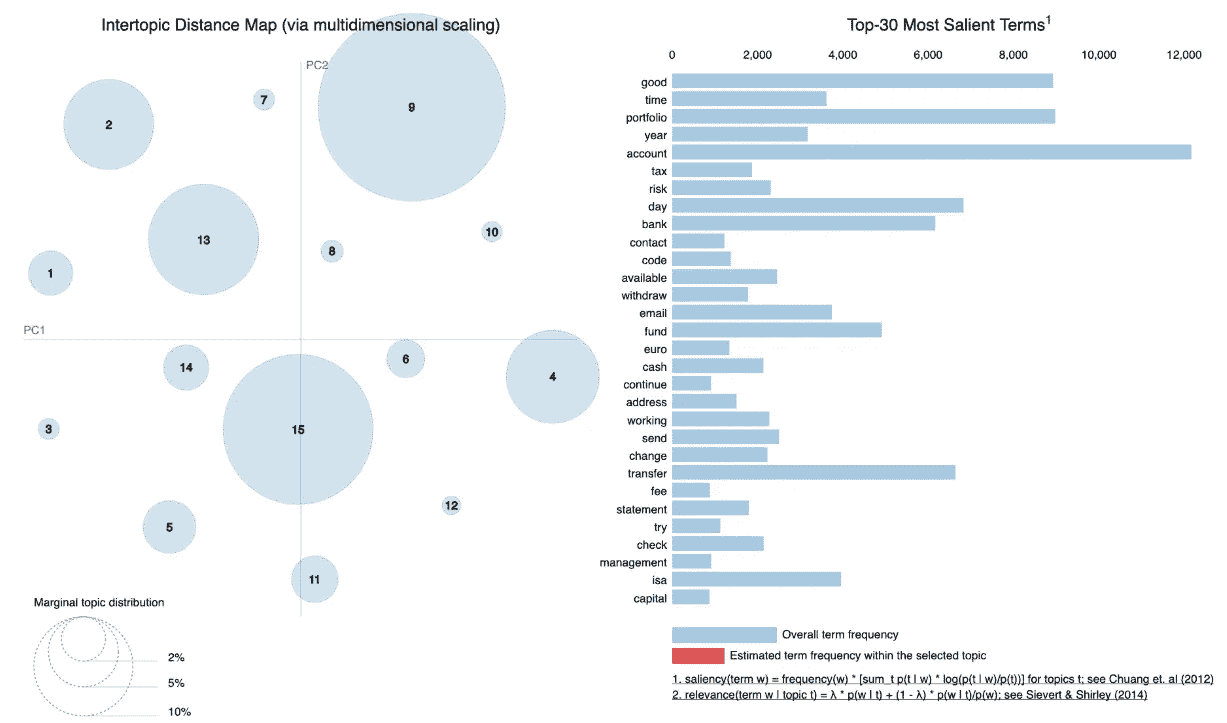 Intertopic Distance Map (via multidimensional scaling)
PC2
PC1
1
2
3
4
5
6
7
8
9
10
11
12
13
14
15
Marginal topic distribution
2%
5%
10%
Top-30 Most Salient Terms1
0 2,000 4,000 6,000 8,000 10,000 12,000
good
time
portfolio
year
account
tax
risk
day
bank
contact
code
available
withdraw
email
fund
euro
cash
continue
address
working
send
change
transfer
fee
statement
try
check
management
isa
capital
Overall term frequency
Estimated term frequency within the selected topic
1. saliency(term w) = frequency(w) * [sum_t p(t | w) * log(p(t | w)/p(t))] for topics t; see Chuang et. al (2012)
2. relevance(term w | topic t) = λ * p(w | t) + (1 - λ) * p(w | t)/p(w); see Sievert & Shirley (2014)